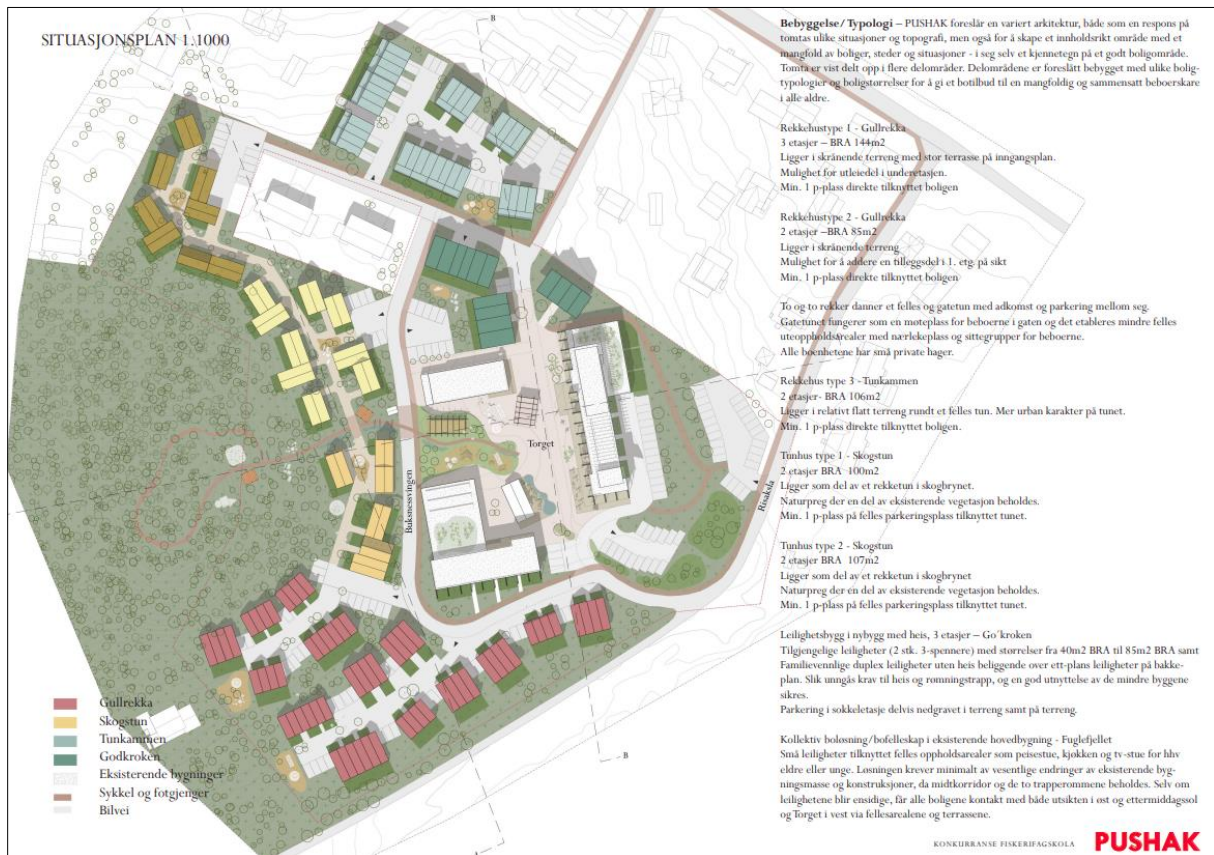 SITUASJONSPLAN 1:1000
B
Torget
Buksnessvingen
Risaksla
B
A
Gullrekka
Skogstun
Tunkammen
Godkroken
Eksisterende bygninger
Sykkel og fotgjenger
Bilvei
Bebyggelse/Typologi – PUSHAK foreslår en variert arkitektur, både som en respons på
tomtas ulike situasjoner og topografi, men også for å skape et innholdsrikt område med et
mangfold av boliger, steder og situasjoner - i seg selv et kjennetegn på et godt boligområde.
Tomta er vist delt opp i flere delområder. Delområdene er foreslått bebygget med ulike bolig-
typologier og boligstørrelser for å gi et botilbud til en mangfoldig og sammensatt beboerskare
i alle aldre.
Rekkehustype 1 - Gullrekka
3 etasjer – BRA 144m2
Ligger i skrånende terreng med stor terrasse på inngangsplan.
Mulighet for utleiedel i underetasjen.
Min. 1 p-plass direkte tilknyttet boligen
Rekkehustype 2 - Gullrekka
2 etasjer –BRA 85m2
Ligger i skrånende terreng
Mulighet for å addere en tilleggsdel i 1. etg. på sikt
Min. 1 p-plass direkte tilknyttet boligen
To og to rekker danner et felles og gatetun med adkomst og parkering mellom seg.
Gatetunet fungerer som en møteplass for beboerne i gaten og det etableres mindre felles
uteoppholdsarealer med nærlekeplass og sittegrupper for beboerne.
Alle boenhetene har små private hager.
Rekkehus type 3 - Tunkammen
2 etasjer- BRA 106m2
Ligger i relativt flatt terreng rundt et felles tun. Mer urban karakter på tunet.
Min. 1 p-plass direkte tilknyttet boligen.
Tunhus type 1 - Skogstun
2 etasjer BRA 100m2
Ligger som del av et rekketun i skogbrynet.
Naturpreg der en del av eksisterende vegetasjon beholdes.
Min. 1 p-plass på felles parkeringsplass tilknyttet tunet.
Tunhus type 2 - Skogstun
2 etasjer BRA 107m2
Ligger som del av et rekketun i skogbrynet
Naturpreg der en del av eksisterende vegetasjon beholdes.
Min. 1 p-plass på felles parkeringsplass tilknyttet tunet.
Leilighetsbygg i nybygg med heis, 3 etasjer – Go´kroken
Tilgjengelige leiligheter (2 stk. 3-spennere) med størrelser fra 40m2 BRA til 85m2 BRA samt
Familievennlige duplex leiligheter uten heis beliggende over ett-plans leiligheter på bakke-
plan. Slik unngås krav til heis og rømningstrapp, og en god utnyttelse av de mindre byggene
sikres.
Parkering i sokkeletasje delvis nedgravet i terreng samt på terreng.
Kollektiv boløsning/bofelleskap i eksisterende hovedbygning - Fuglefjellet
Små leiligheter tilknyttet felles oppholdsarealer som peisestue, kjøkken og tv-stue for hhv
eldre eller unge. Løsningen krever minimalt av vesentlige endringer av eksisterende byg-
ningsmasse og konstruksjoner, da midtkorridor og de to trapperommene beholdes. Selv om
leilighetene blir ensidige, får alle boligene kontakt med både utsikten i øst og ettermiddagssol
og Torget i vest via fellesarealene og terrassene.
KONKURRANSE FISKERIFAGSKOLA PUSHAK